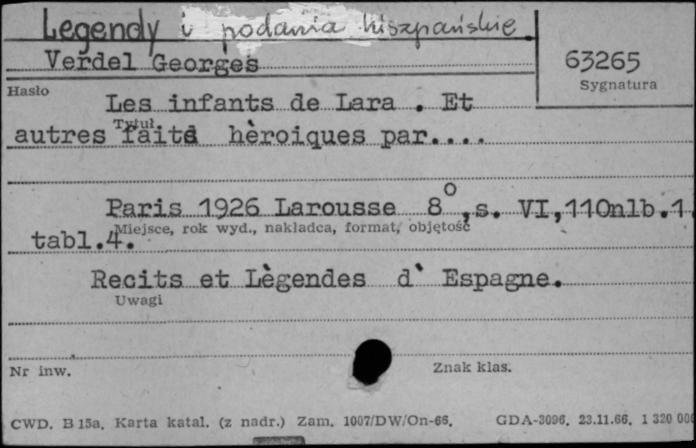 Legendy i podania hiszpańskie
Verdel Georges
63265
Hasło
Sygnatura
Les infants de Lara . Et
Tytuł
autres faits hèroiques par....
Paris 1926 Larousse 8°,s. VI,110nlb.1
Miejsce, rok wyd., nakładca, format, objętość
tabl.4.
Recits et Lègendes d` Espagne.
Uwagi
Nr inw.
Znak klas.
CWD. B 15a. Karta katal. (z nadr.) Zam. 1007/DW/On-66. GDA-3096. 23.11.66. 1 320 000